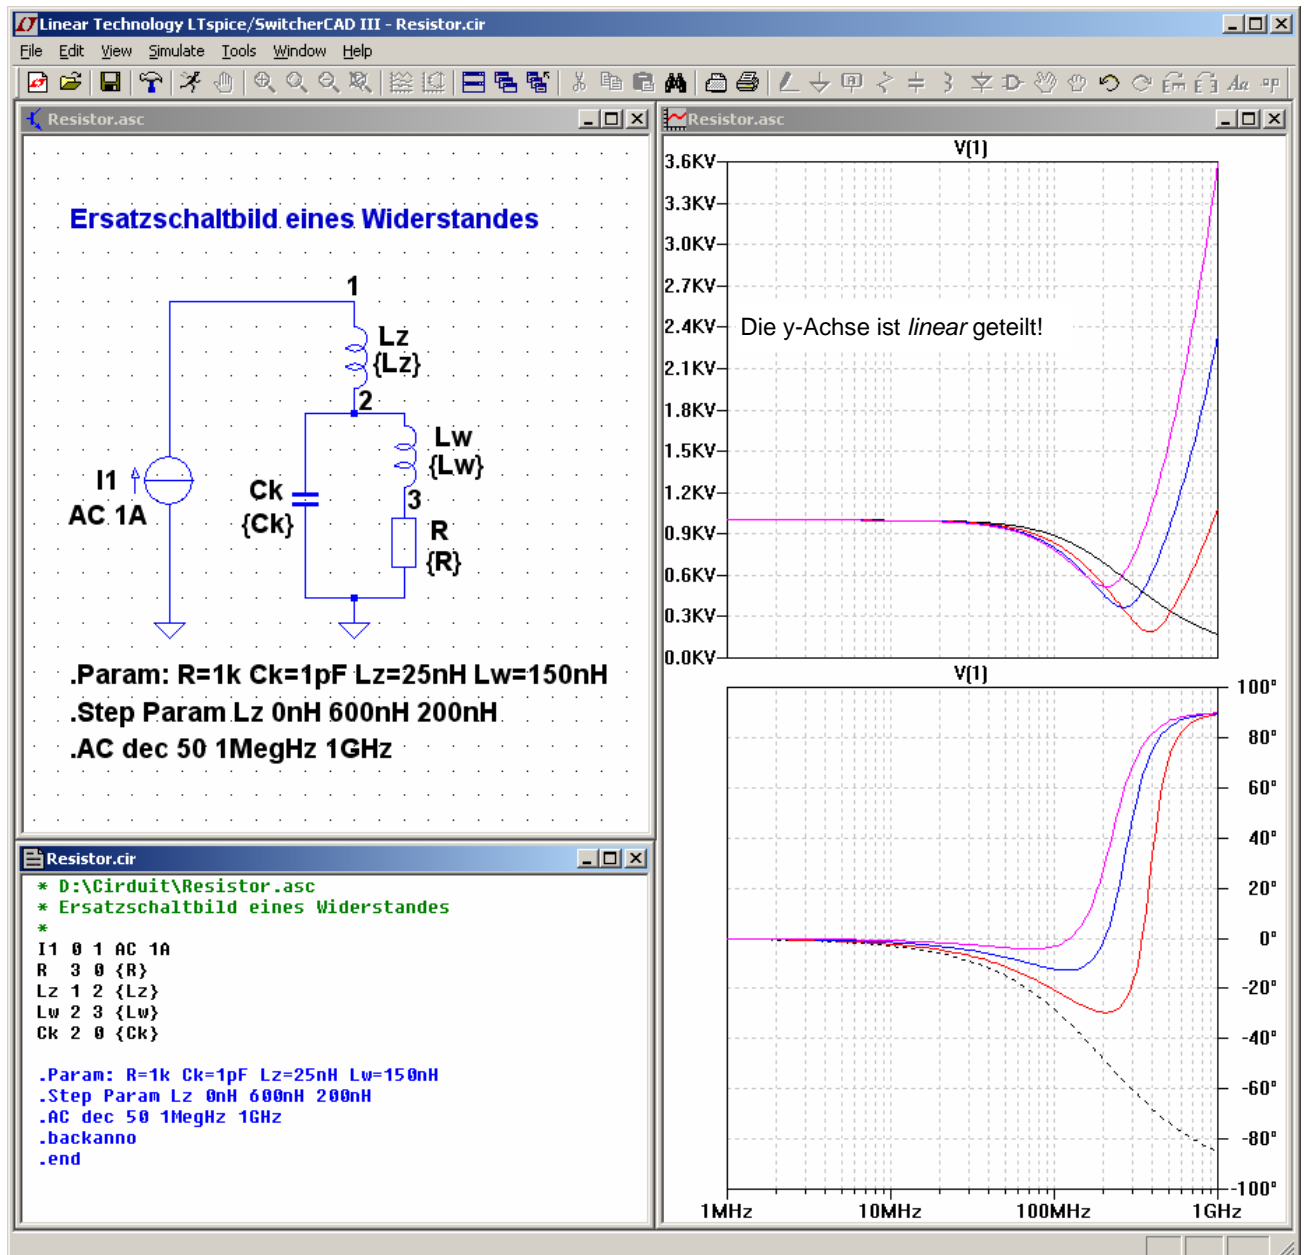 Linear Technology LTspice/SwitcherCAD III - Resistor.cir
File Edit View Simulate Tools Window Help
Resistor.asc
Ersatzschaltbild eines Widerstandes
1
Lz
{Lz}
2
Lw
{Lw}
I1
AC 1A
Ck
{Ck}
3
R
{R}
.Param: R=1k Ck=1pF Lz=25nH Lw=150nH
.Step Param Lz 0nH 600nH 200nH
.AC dec 50 1MegHz 1GHz
Resistor.cir
* D:\Cirduit\Resistor.asc
* Ersatzschaltbild eines Widerstandes
*
I1 0 1 AC 1A
R 3 0 {R}
Lz 1 2 {Lz}
Lw 2 3 {Lw}
Ck 2 0 {Ck}
.Param: R=1k Ck=1pF Lz=25nH Lw=150nH
.Step Param Lz 0nH 600nH 200nH
.AC dec 50 1MegHz 1GHz
.backanno
.end
Resistor.asc
V(1)
3.6KV
3.3KV
3.0KV
2.7KV
2.4KV
Die y-Achse ist linear geteilt!
2.1KV
1.8KV
1.5KV
1.2KV
0.9KV
0.6KV
0.3KV
0.0KV
V(1)
100°
80°
60°
40°
20°
0°
-20°
-40°
-60°
-80°
-100°
1MHz 10MHz 100MHz 1GHz